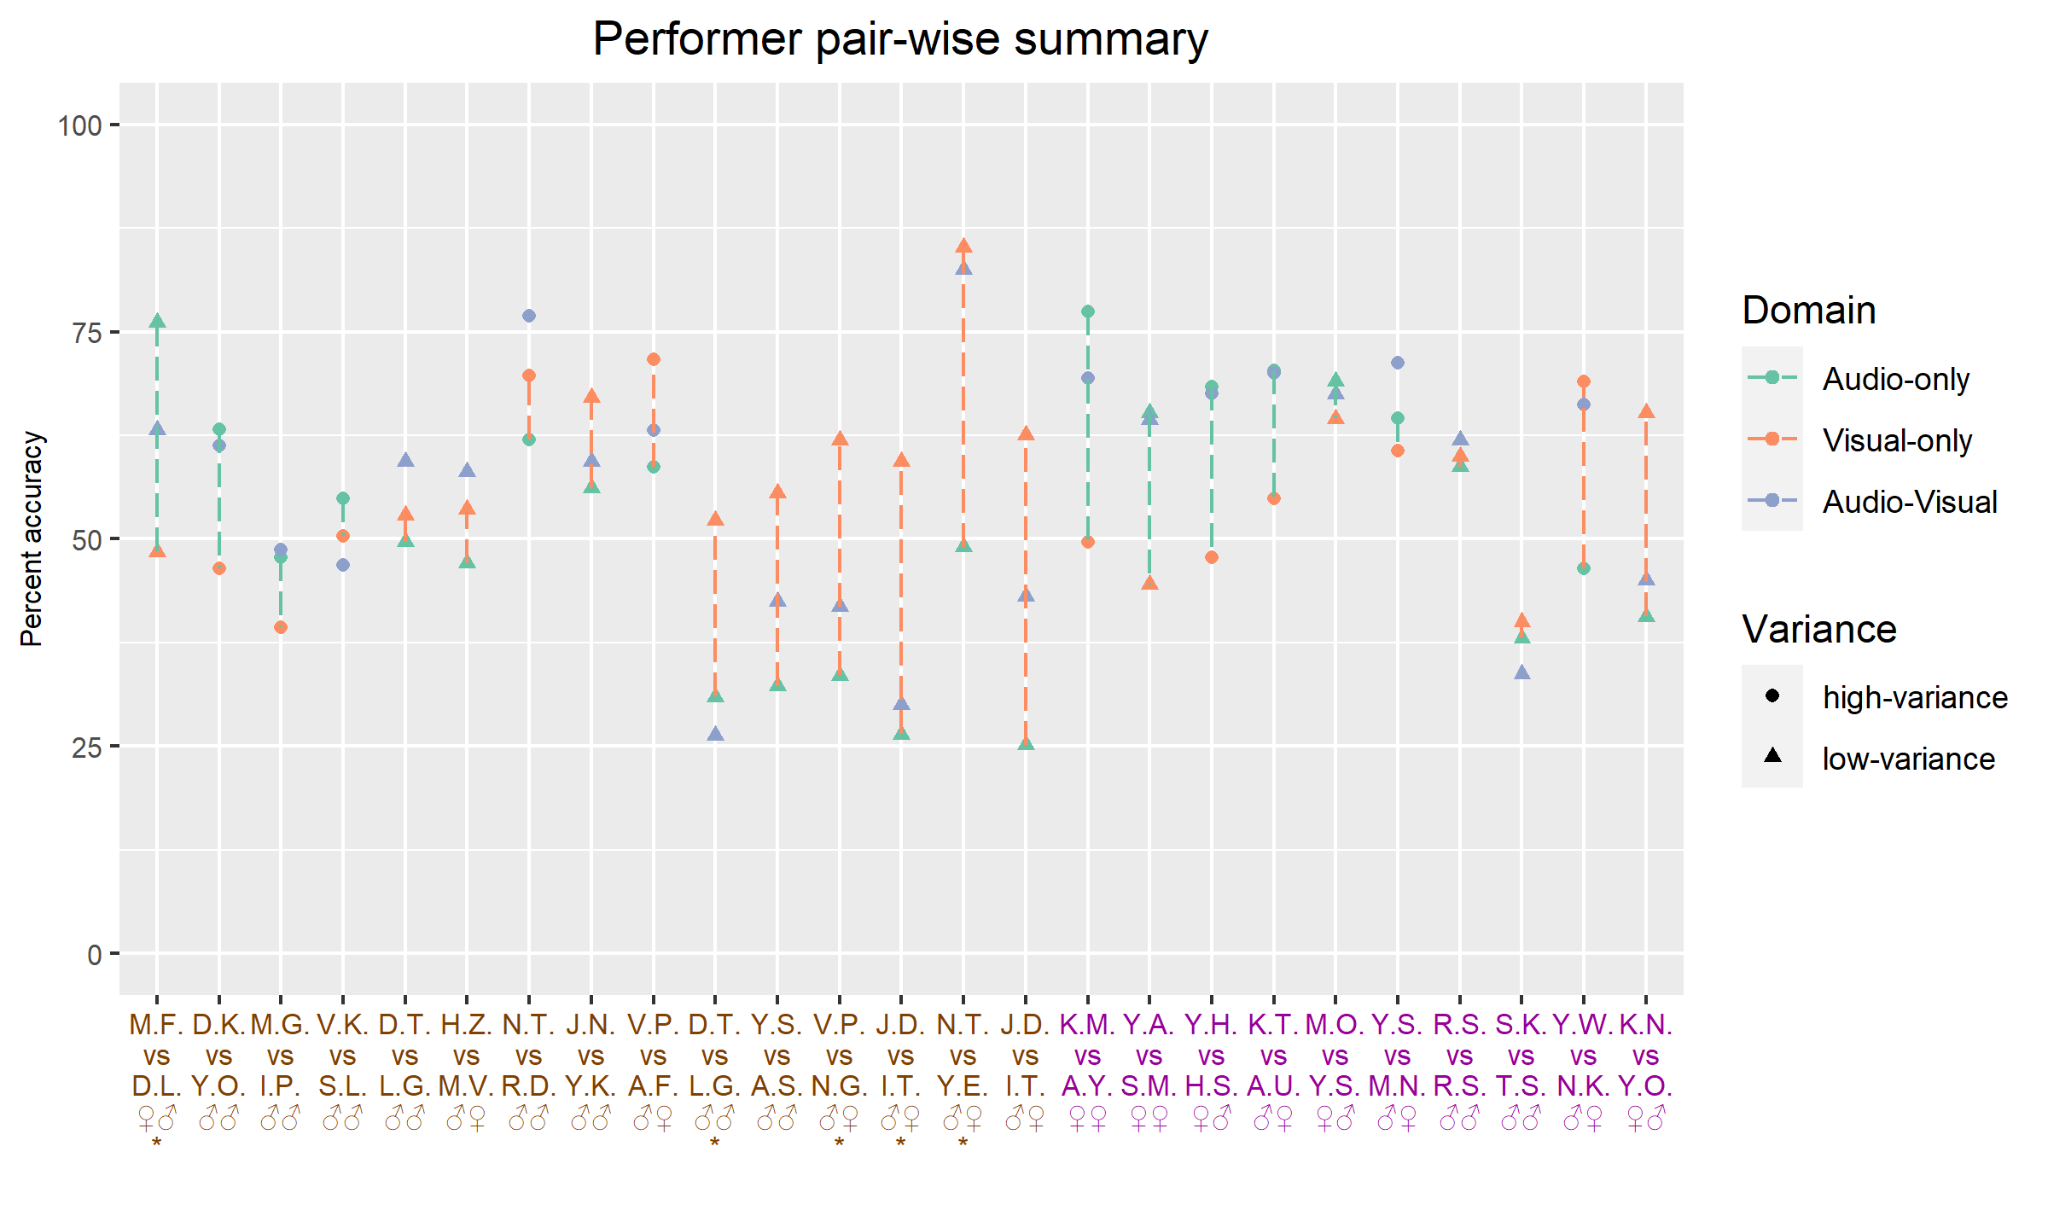 Performer pair-wise summary
100
75
50
25
0
Percent accuracy
M.F. D.K. M.G. V.K. D.T. H.Z. N.T. J.N. V.P. D.T. Y.S. V.P. J.D. N.T. J.D. K.M. Y.A. Y.H. K.T. M.O. Y.S. R.S. S.K. Y.W. K.N.
vs vs vs vs vs vs vs vs vs vs vs vs vs vs vs vs vs vs vs vs vs vs vs vs vs
D.L. Y.O. I.P. S.L. L.G. M.V. R.D. Y.K. A.F. L.G. A.S. N.G. I.T. Y.E. I.T. A.Y. S.M. H.S. A.U. Y.S. M.N. R.S. T.S. N.K. Y.O.
♀♂ ♂♂ ♂♂ ♂♂ ♂♂ ♂♀ ♂♂ ♂♂ ♂♀ ♂♂ ♂♂ ♂♀ ♂♀ ♂♀ ♂♀ ♀♀ ♀♀ ♀♂ ♂♀ ♀♂ ♂♀ ♂♂ ♂♂ ♂♀ ♀♂
* * * * *
Domain
Audio-only
Visual-only
Audio-Visual
Variance
high-variance
low-variance